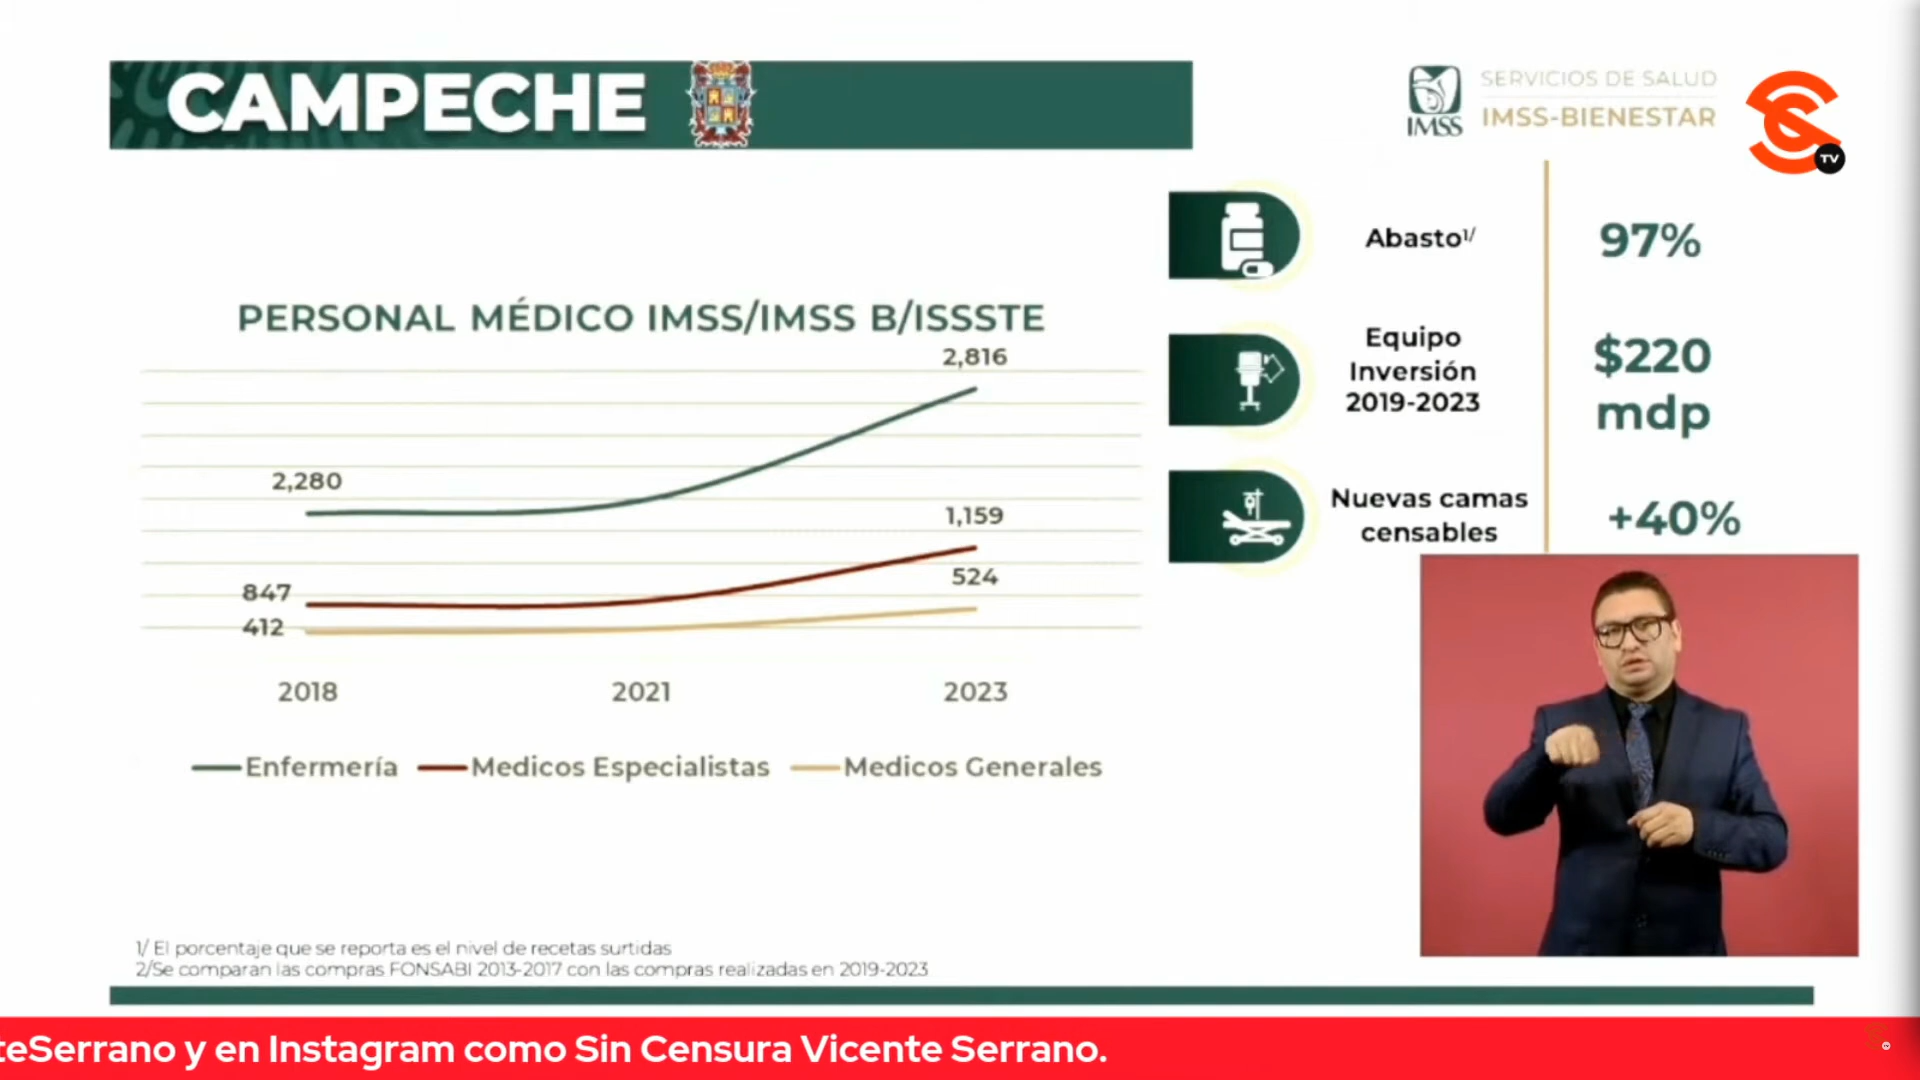 CAMPECHE
IMSS
SERVICIOS DE SALUD
IMSS-BIENESTAR
TV
PERSONAL MÉDICO IMSS/IMSS B/ISSSTE
2,816
2,280
1,159
847
524
412
2018 2021 2023
Enfermería Medicos Especialistas Medicos Generales
Abasto1/
97%
Equipo
Inversión
2019-2023
$220
mdp
Nuevas camas
censables
+40%
1/ El porcentaje que se reporta es el nivel de recetas surtidas
2/Se comparan las compras FONSABI 2013-2017 con las compras realizadas en 2019-2023
teSerrano y en Instagram como Sin Censura Vicente Serrano.